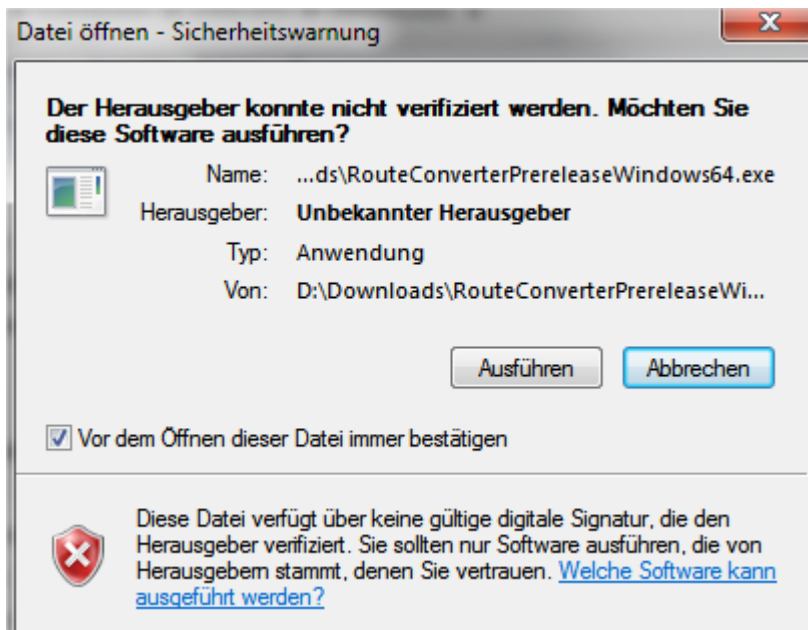 Datei öffnen - Sicherheitswarnung
Der Herausgeber konnte nicht verifiziert werden. Möchten Sie
diese Software ausführen?
Name: ...ds\RouteConverterPrereleaseWindows64.exe
Herausgeber: Unbekannter Herausgeber
Typ: Anwendung
Von: D:\Downloads\RouteConverterPrereleaseWi...
Ausführen Abbrechen
Vor dem Öffnen dieser Datei immer bestätigen
Diese Datei verfügt über keine gültige digitale Signatur, die den
Herausgeber verifiziert. Sie sollten nur Software ausführen, die von
Herausgebern stammt, denen Sie vertrauen. Welche Software kann
ausgeführt werden?